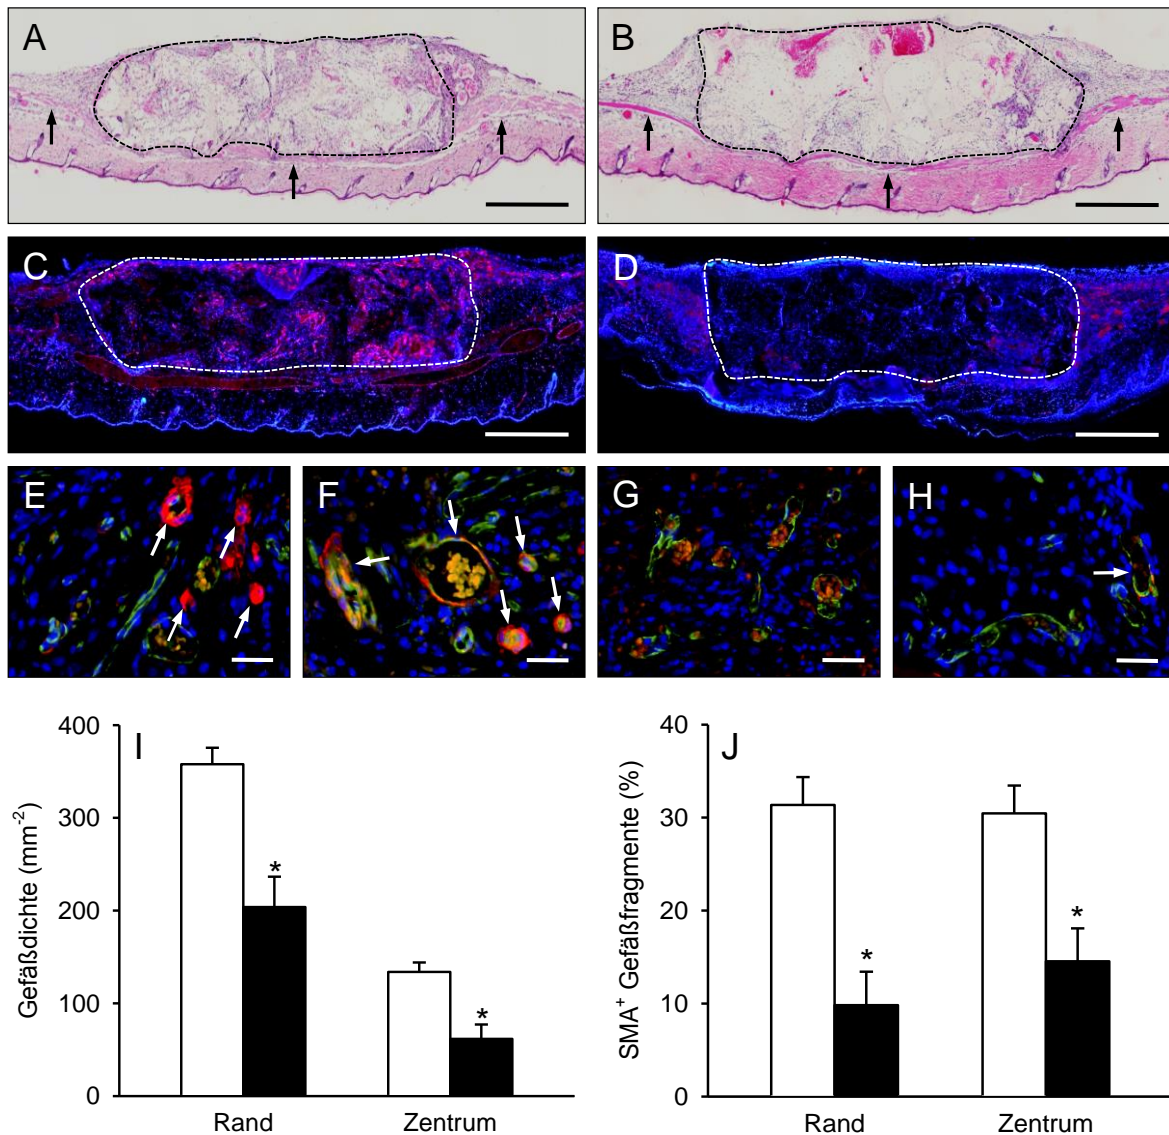 A
B
C
D
E
F
G
H
I
Gefäßdichte (mm⁻²)
400
300
200
100
0
*
*
Rand
Zentrum
J
SMA⁺ Gefäßfragmente (%)
40
30
20
10
0
*
*
Rand
Zentrum